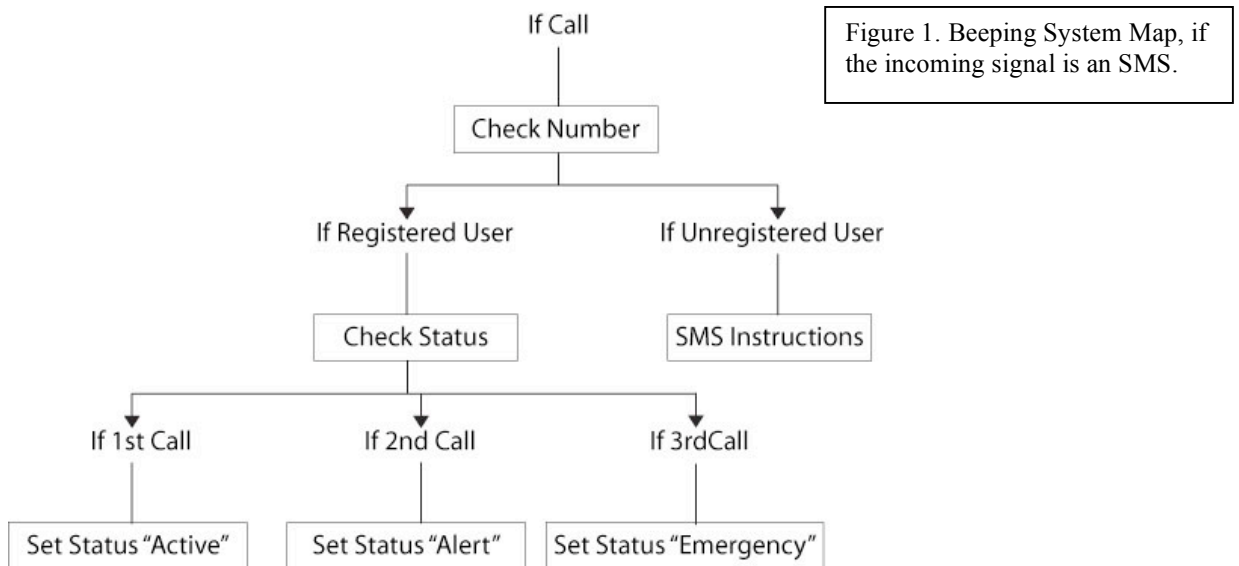 If Call
Figure 1. Beeping System Map, if
the incoming signal is an SMS.
Check Number
If Registered User
If Unregistered User
Check Status
SMS Instructions
If 1st Call
If 2nd Call
If 3rdCall
Set Status “Active”
Set Status “Alert”
Set Status “Emergency”